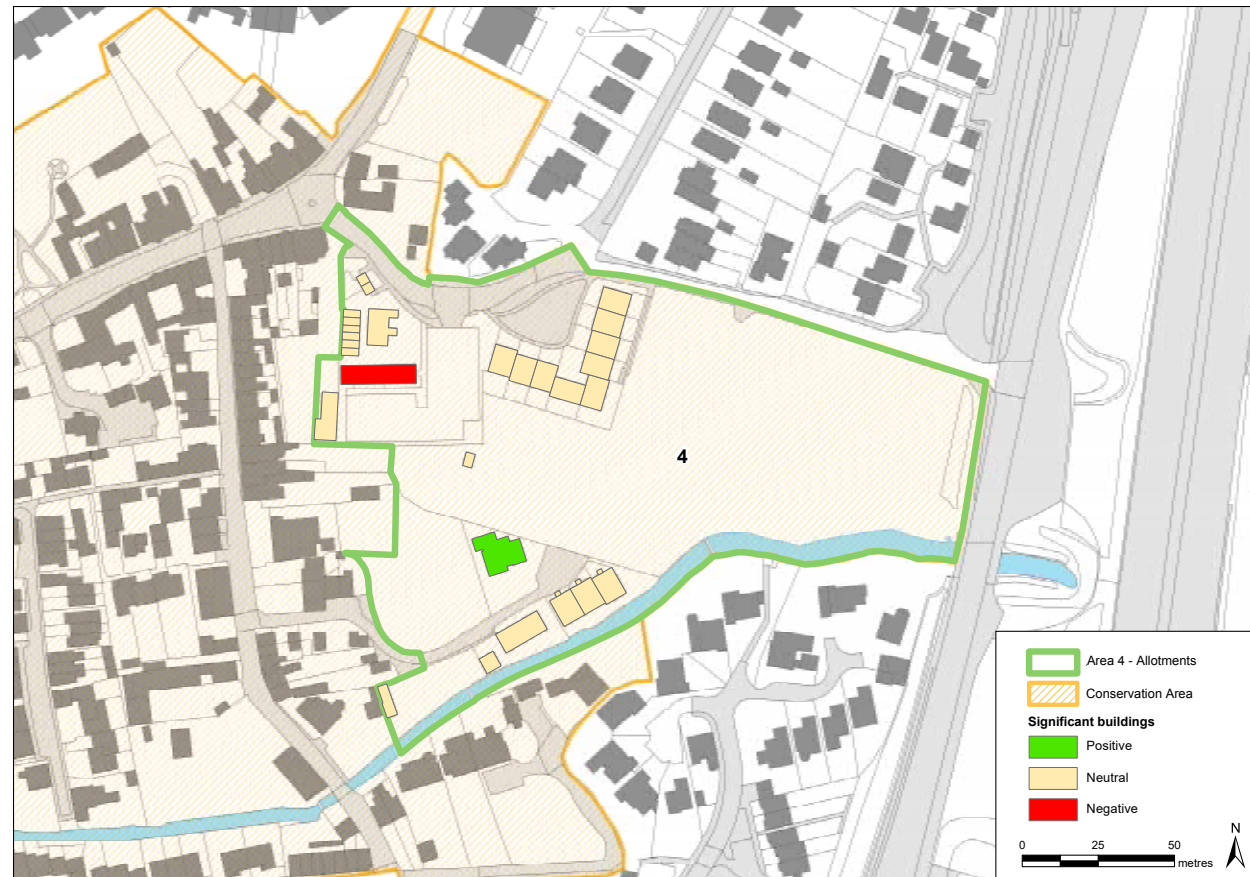 4
Area 4 - Allotments
Conservation Area
Significant buildings
Positive
Neutral
Negative
N
0 25 50
metres